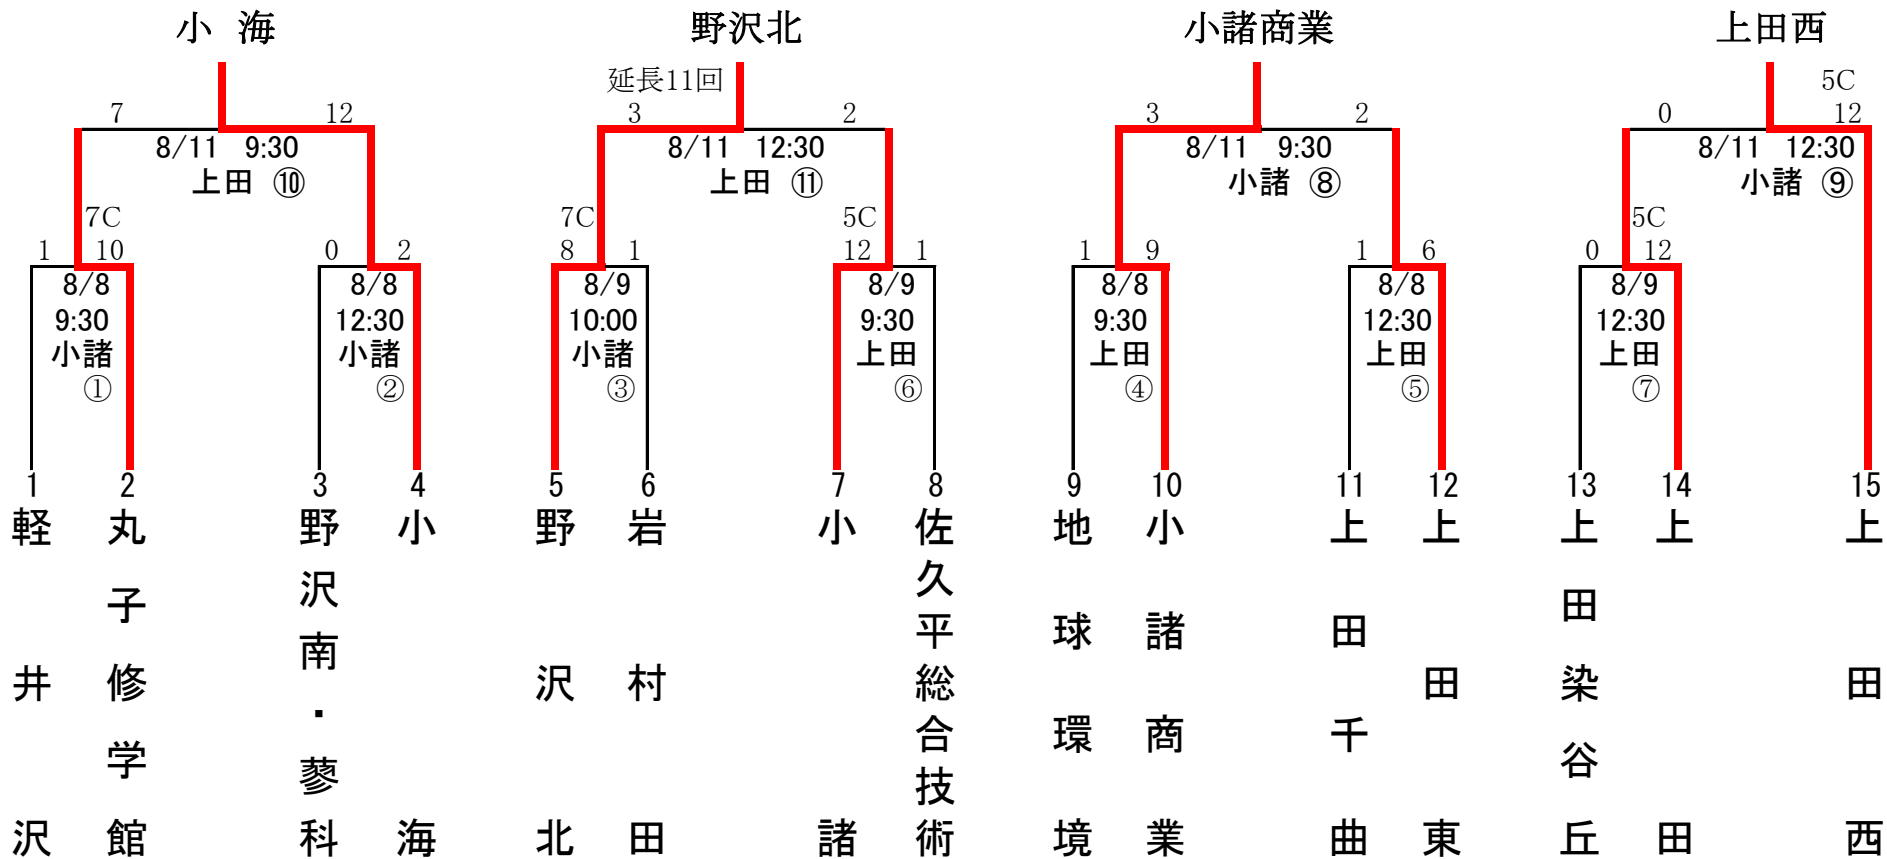 小 海
野沢北
小諸商業
上田西
延長11回
5C
7 12
3 2
3 2
0 12
8/11 9:30
上田 ⑩
8/11 12:30
上田 ⑪
8/11 9:30
小諸 ⑧
8/11 12:30
小諸 ⑨
7C
1 10
8/8
9:30
小諸
①
0 2
8/8
12:30
小諸
②
7C
8 1
8/9
10:00
小諸
③
5C
12 1
8/9
9:30
上田
⑥
1 9
8/8
9:30
上田
④
1 6
8/8
12:30
上田
⑤
5C
0 12
8/9
12:30
上田
⑦
1
軽井沢
2
丸子修学館
3
野沢南・蓼科
4
小海
5
野沢北
6
岩村田
7
小諸
8
佐久平総合技術
9
地球環境
10
小諸商業
11
上田千曲
12
上田東
13
上田染谷丘
14
上田
15
上田西